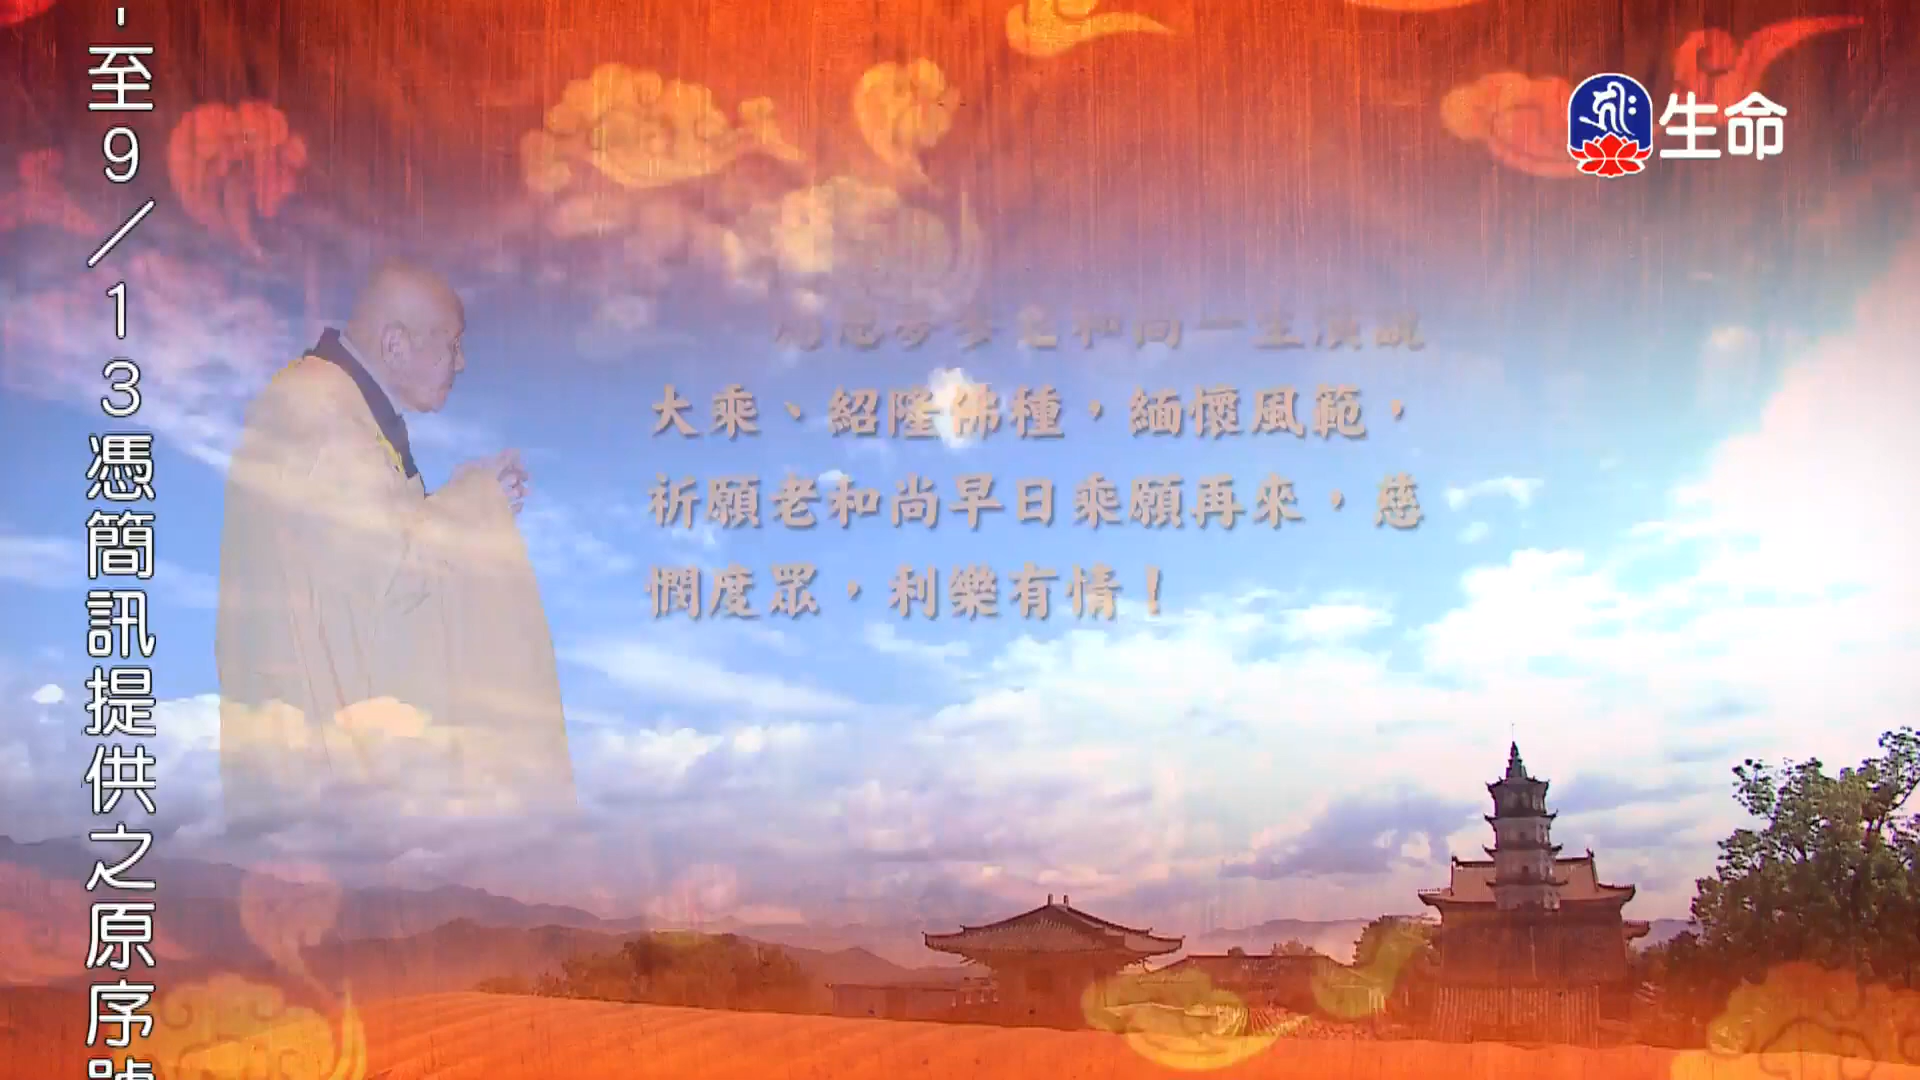 至9／13憑簡訊提供之原序號
生命
夢參老和尚一生演說
大乘、紹隆佛種，緬懷風範，
祈願老和尚早日乘願再來，慈
憫度眾，利樂有情！